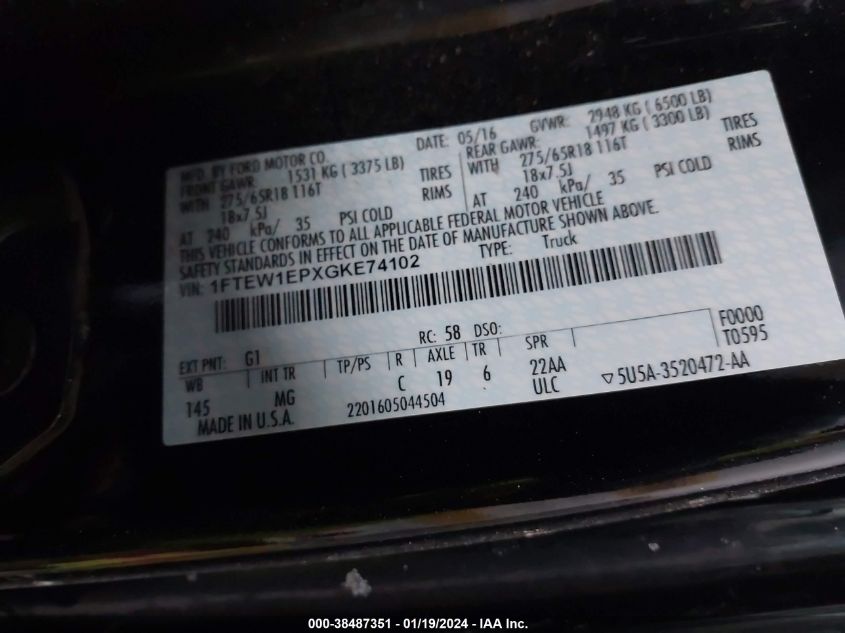 MFD. BY FORD MOTOR CO.
DATE: 05/16 GVWR: 2948 KG (6500 LB)
FRONT GAWR: 1531 KG (3375 LB)
REAR GAWR: 1497 KG (3300 LB)
WITH 275/65R18 116T TIRES
WITH 275/65R18 116T TIRES
18x7.5J RIMS
18x7.5J RIMS
AT 240 kPa/ 35 PSI COLD
AT 240 kPa/ 35 PSI COLD
THIS VEHICLE CONFORMS TO ALL APPLICABLE FEDERAL MOTOR VEHICLE
SAFETY STANDARDS IN EFFECT ON THE DATE OF MANUFACTURE SHOWN ABOVE.
VIN: 1FTEW1EPXGKE74102
TYPE: Truck
F0000
T0595
EXT PNT: G1 RC: 58 DSO:
WB INT TR TP/PS R AXLE TR SPR
145 MG C 19 6 22AA
ULC
▽5U5A-3520472-AA
MADE IN U.S.A. 2201605044504
000-38487351 - 01/19/2024 - IAA Inc.